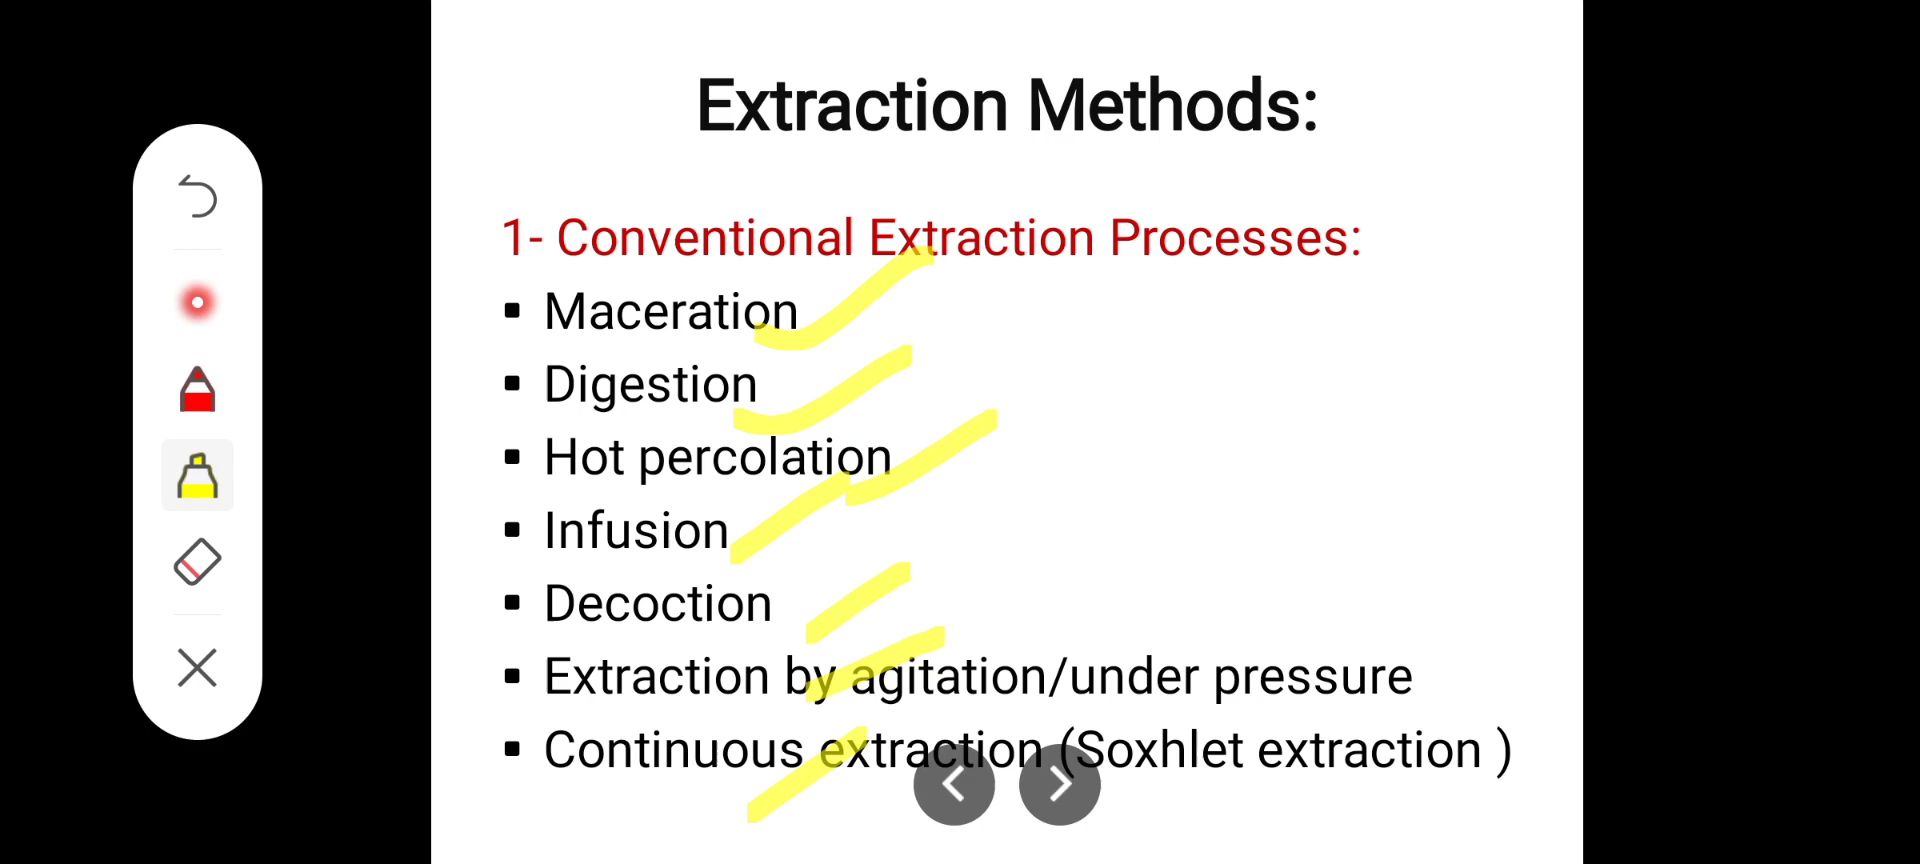 Extraction Methods:
1- Conventional Extraction Processes:
▪ Maceration
▪ Digestion
▪ Hot percolation
▪ Infusion
▪ Decoction
▪ Extraction by agitation/under pressure
▪ Continuous extraction (Soxhlet extraction )